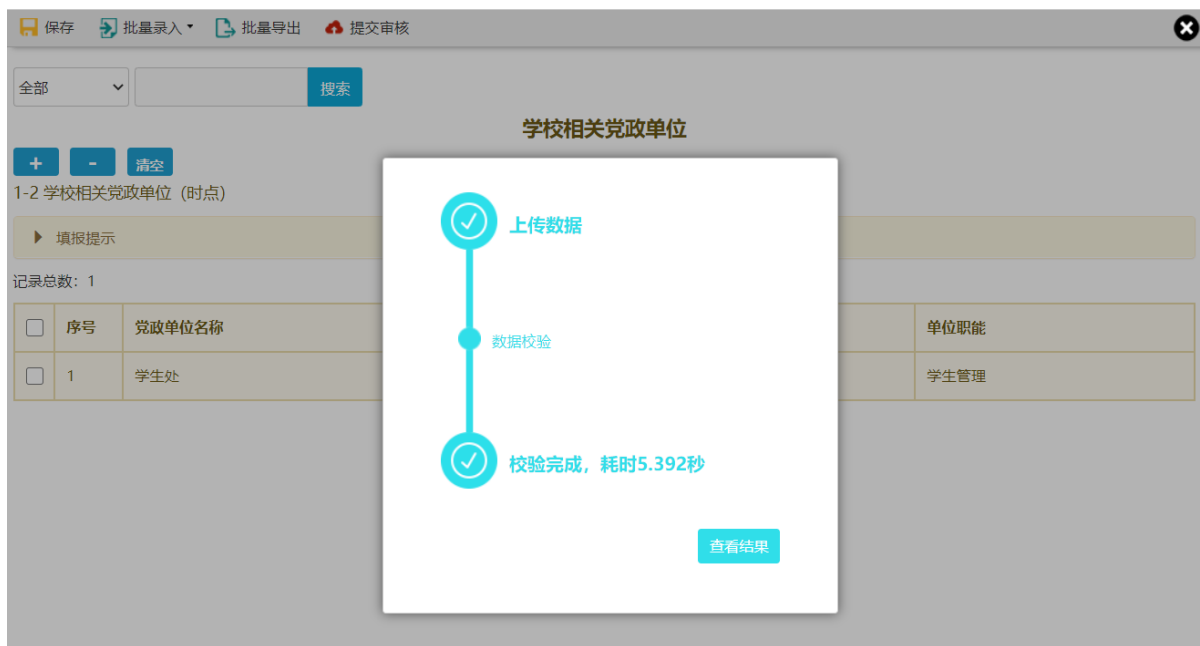 保存 批量录入 批量导出 提交审核
全部 搜索
学校相关党政单位
+ - 清空
1-2 学校相关党政单位（时点）
填报提示
记录总数：1
序号 党政单位名称 单位职能
1 学生处 学生管理
上传数据
数据校验
校验完成，耗时5.392秒
查看结果